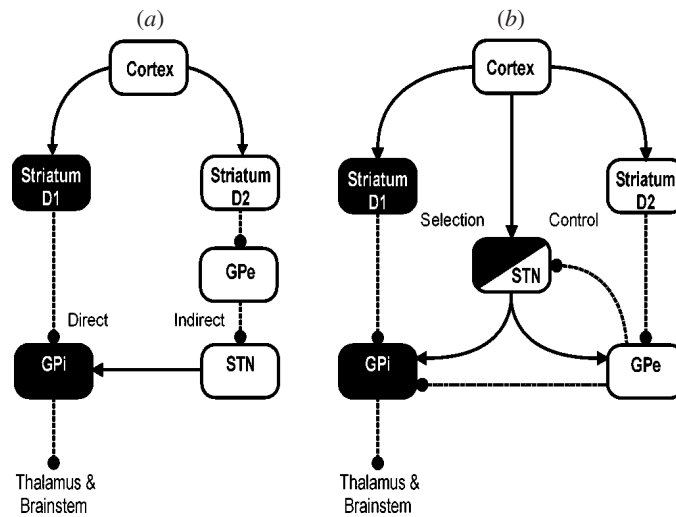 (a)
Cortex
Striatum
D1
Striatum
D2
GPe
Direct
Indirect
GPi
STN
Thalamus &
Brainstem
(b)
Cortex
Striatum
D1
Striatum
D2
Selection
Control
STN
GPi
GPe
Thalamus &
Brainstem